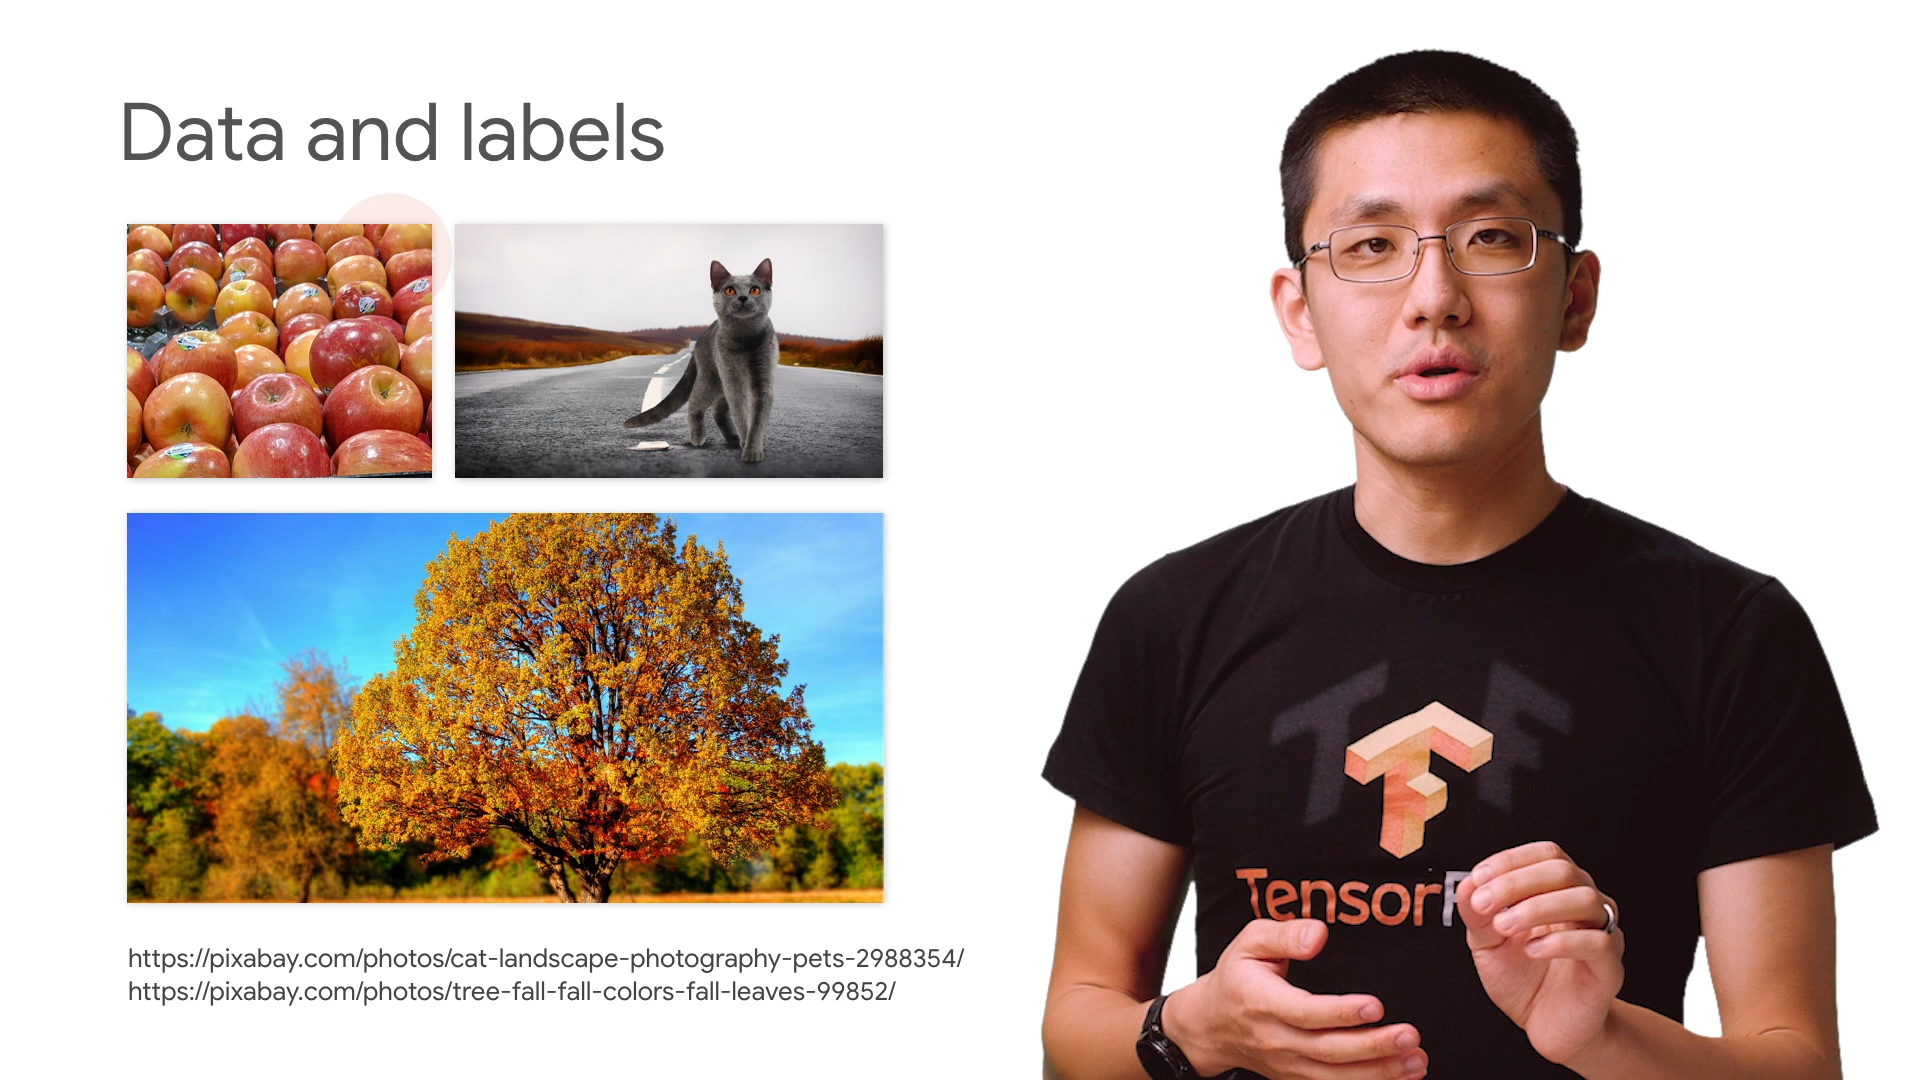 Data and labels
https://pixabay.com/photos/cat-landscape-photography-pets-2988354/
https://pixabay.com/photos/tree-fall-fall-colors-fall-leaves-99852/
TF
TensorF